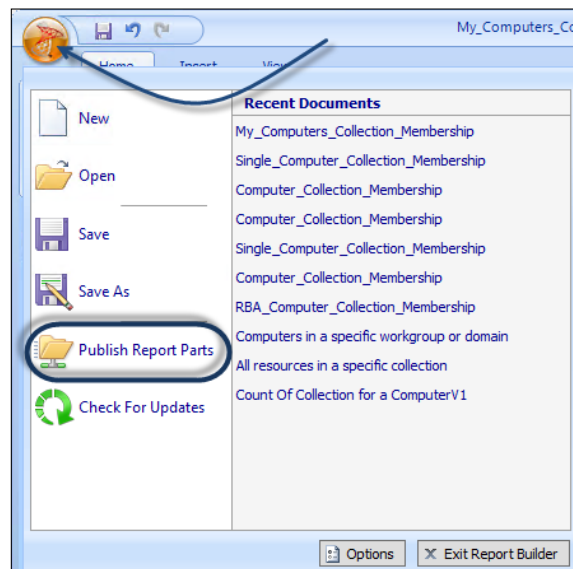 My_Computers_Co
Home Insert View
New
Open
Save
Save As
Publish Report Parts
Check For Updates
Recent Documents
My_Computers_Collection_Membership
Single_Computer_Collection_Membership
Computer_Collection_Membership
Computer_Collection_Membership
Single_Computer_Collection_Membership
Computer_Collection_Membership
RBA_Computer_Collection_Membership
Computers in a specific workgroup or domain
All resources in a specific collection
Count Of Collection for a ComputerV1
Options
Exit Report Builder